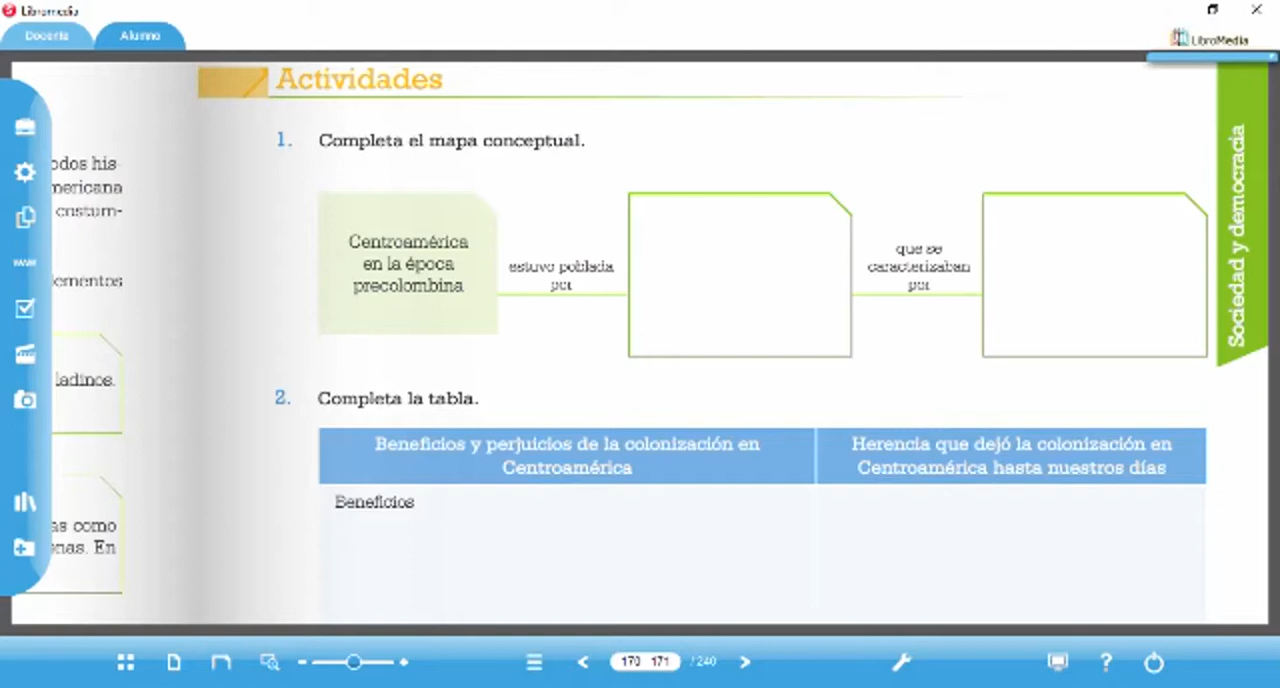 Libromedia
Docente
Alumno
LibroMedia
Actividades
1. Completa el mapa conceptual.
odos his-
mericana
costum-
ementos
ladinos.
as como
nas. En
Centroamérica
en la época
precolombina
estuvo poblada
por
que se
caracterizaban
por
Sociedad y democracia
2. Completa la tabla.
Beneficios y perjuicios de la colonización en
Centroamérica
Herencia que dejó la colonización en
Centroamérica hasta nuestros días
Beneficios
www
170 171 / 240
?